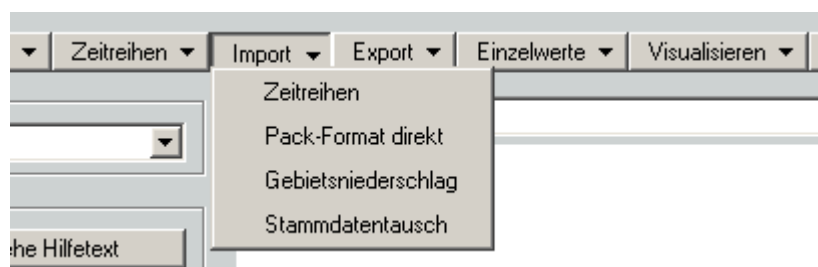 Zeitreihen Import Export Einzelwerte Visualisieren
Zeitreihen
Pack-Format direkt
Gebietsniederschlag
Stammdatentausch
Hilfetext